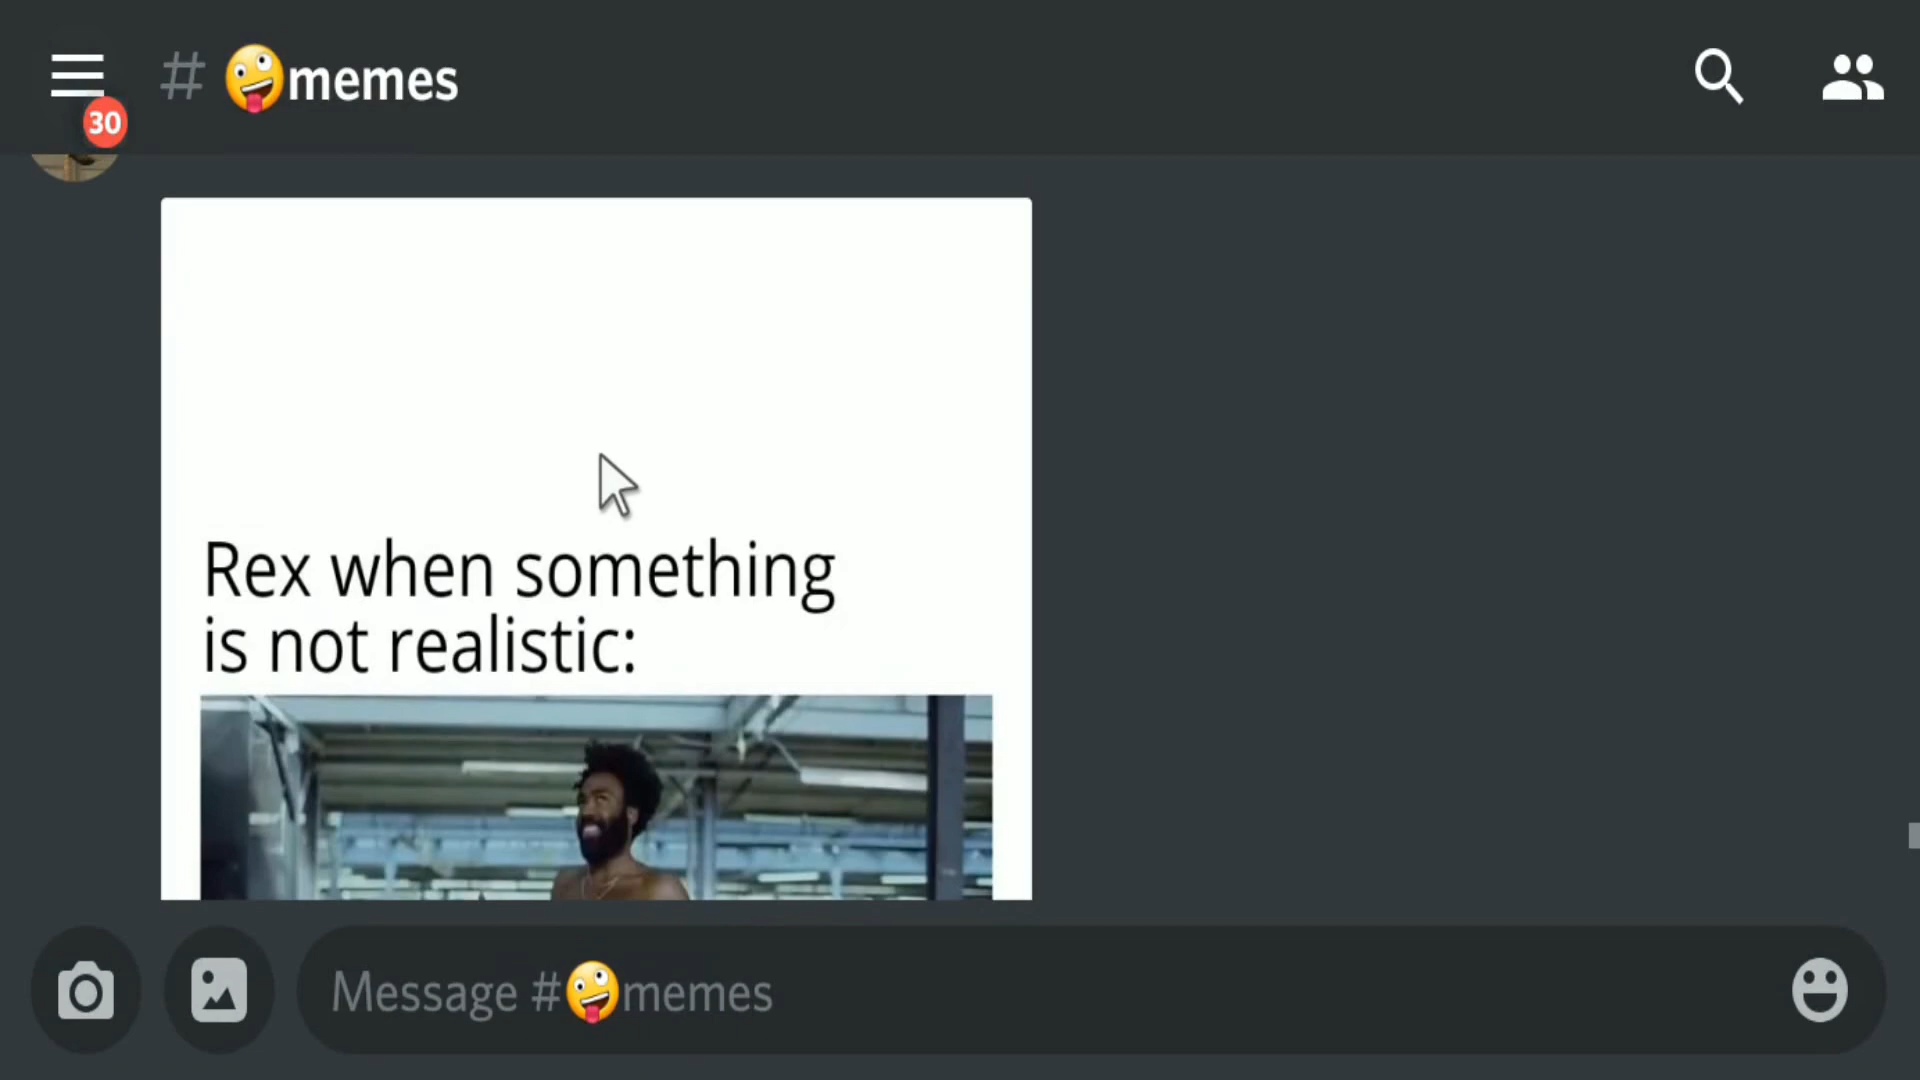 # 🤪memes
30
Rex when something
is not realistic:
Message #🤪memes